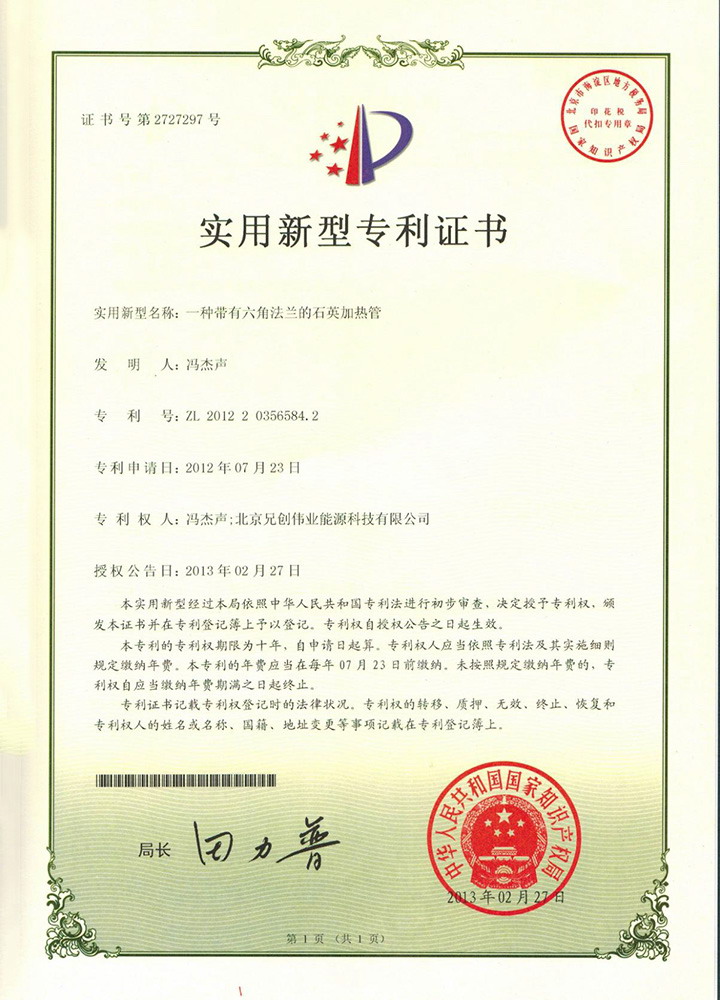 证书号第2727297号
北京市海淀区地方税务局
印花税
代扣专用章
国家知识产权局
实用新型专利证书
实用新型名称：一种带有六角法兰的石英加热管
发明人：冯杰声
专利号：ZL 2012 2 0356584.2
专利申请日：2012年07月23日
专利权人：冯杰声;北京兄创伟业能源科技有限公司
授权公告日：2013年02月27日
本实用新型经过本局依照中华人民共和国专利法进行初步审查，决定授予专利权，颁
发本证书并在专利登记簿上予以登记。专利权自授权公告之日起生效。
本专利的专利权期限为十年，自申请日起算。专利权人应当依照专利法及其实施细则
规定缴纳年费。本专利的年费应当在每年07月23日前缴纳。未按照规定缴纳年费的，专
利权自应当缴纳年费期满之日起终止。
专利证书记载专利权登记时的法律状况。专利权的转移、质押、无效、终止、恢复和
专利权人的姓名或名称、国籍、地址变更等事项记载在专利登记簿上。
局长 田力普
中华人民共和国国家知识产权局
2013年02月27日
第1页（共1页）